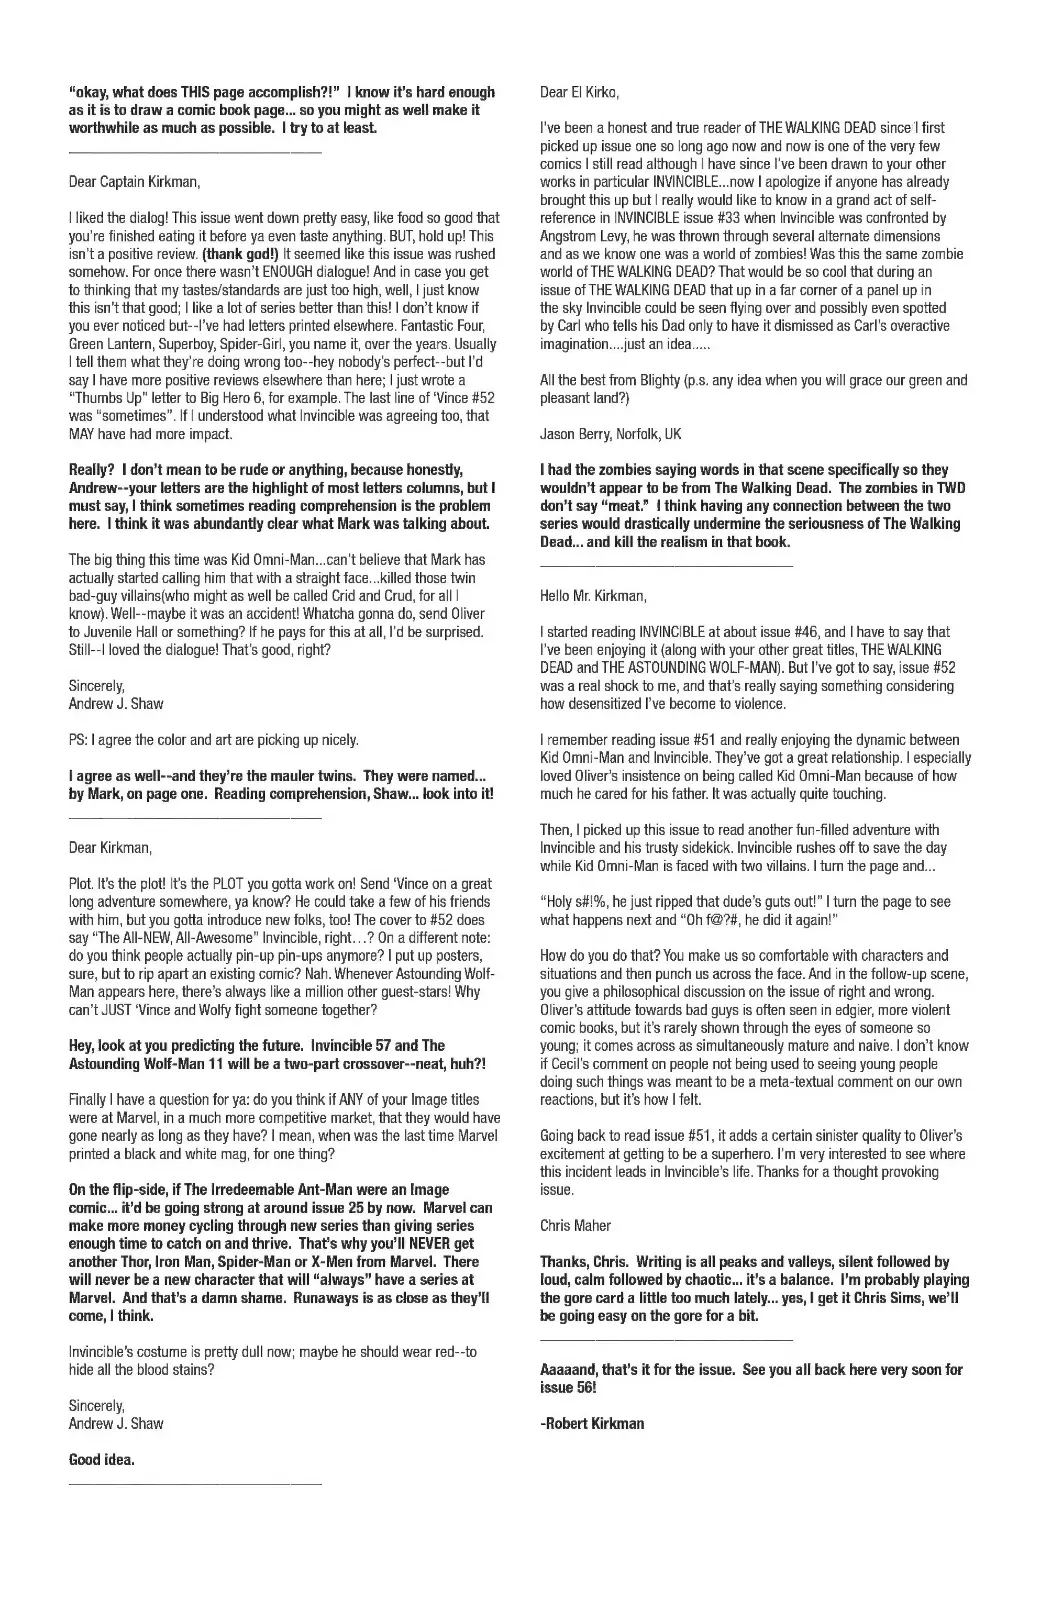 “okay, what does THIS page accomplish?!”  I know it’s hard enough
as it is to draw a comic book page... so you might as well make it
worthwhile as much as possible.  I try to at least.
Dear Captain Kirkman,
I liked the dialog! This issue went down pretty easy, like food so good that
you’re finished eating it before ya even taste anything. BUT, hold up! This
isn’t a positive review. (thank god!) It seemed like this issue was rushed
somehow. For once there wasn’t ENOUGH dialogue! And in case you get
to thinking that my tastes/standards are just too high, well, I just know
this isn’t that good; I like a lot of series better than this! I don’t know if
you ever noticed but--I’ve had letters printed elsewhere. Fantastic Four,
Green Lantern, Superboy, Spider-Girl, you name it, over the years. Usually
I tell them what they’re doing wrong too--hey nobody’s perfect--but I’d
say I have more positive reviews elsewhere than here; I just wrote a
“Thumbs Up” letter to Big Hero 6, for example. The last line of ‘Vince #52
was “sometimes”. If I understood what Invincible was agreeing too, that
MAY have had more impact.
Really?  I don’t mean to be rude or anything, because honestly,
Andrew--your letters are the highlight of most letters columns, but I
must say, I think sometimes reading comprehension is the problem
here.  I think it was abundantly clear what Mark was talking about.
The big thing this time was Kid Omni-Man...can’t believe that Mark has
actually started calling him that with a straight face...killed those twin
bad-guy villains(who might as well be called Crid and Crud, for all I
know). Well--maybe it was an accident! Whatcha gonna do, send Oliver
to Juvenile Hall or something? If he pays for this at all, I’d be surprised.
Still--I loved the dialogue! That’s good, right?
Sincerely,
Andrew J. Shaw
PS: I agree the color and art are picking up nicely.
I agree as well--and they’re the mauler twins.  They were named...
by Mark, on page one.  Reading comprehension, Shaw... look into it!
Dear Kirkman,
Plot. It’s the plot! It’s the PLOT you gotta work on! Send ‘Vince on a great
long adventure somewhere, ya know? He could take a few of his friends
with him, but you gotta introduce new folks, too! The cover to #52 does
say “The All-NEW, All-Awesome” Invincible, right…? On a different note:
do you think people actually pin-up pin-ups anymore? I put up posters,
sure, but to rip apart an existing comic? Nah. Whenever Astounding Wolf-
Man appears here, there’s always like a million other guest-stars! Why
can’t JUST ‘Vince and Wolfy fight someone together?
Hey, look at you predicting the future.  Invincible 57 and The
Astounding Wolf-Man 11 will be a two-part crossover--neat, huh?!
Finally I have a question for ya: do you think if ANY of your Image titles
were at Marvel, in a much more competitive market, that they would have
gone nearly as long as they have? I mean, when was the last time Marvel
printed a black and white mag, for one thing?
On the flip-side, if The Irredeemable Ant-Man were an Image
comic... it’d be going strong at around issue 25 by now.  Marvel can
make more money cycling through new series than giving series
enough time to catch on and thrive.  That’s why you’ll NEVER get
another Thor, Iron Man, Spider-Man or X-Men from Marvel.  There
will never be a new character that will “always” have a series at
Marvel.  And that’s a damn shame.  Runaways is as close as they’ll
come, I think.
Invincible’s costume is pretty dull now; maybe he should wear red--to
hide all the blood stains?
Sincerely,
Andrew J. Shaw
Good idea.
Dear El Kirko,
I’ve been a honest and true reader of THE WALKING DEAD since I first
picked up issue one so long ago now and now is one of the very few
comics I still read although I have since I’ve been drawn to your other
works in particular INVINCIBLE...now I apologize if anyone has already
brought this up but I really would like to know in a grand act of self-
reference in INVINCIBLE issue #33 when Invincible was confronted by
Angstrom Levy, he was thrown through several alternate dimensions
and as we know one was a world of zombies! Was this the same zombie
world of THE WALKING DEAD? That would be so cool that during an
issue of THE WALKING DEAD that up in a far corner of a panel up in
the sky Invincible could be seen flying over and possibly even spotted
by Carl who tells his Dad only to have it dismissed as Carl’s overactive
imagination....just an idea.....
All the best from Blighty (p.s. any idea when you will grace our green and
pleasant land?)
Jason Berry, Norfolk, UK
I had the zombies saying words in that scene specifically so they
wouldn’t appear to be from The Walking Dead.  The zombies in TWD
don’t say “meat.”  I think having any connection between the two
series would drastically undermine the seriousness of The Walking
Dead... and kill the realism in that book.
Hello Mr. Kirkman,
I started reading INVINCIBLE at about issue #46, and I have to say that
I’ve been enjoying it (along with your other great titles, THE WALKING
DEAD and THE ASTOUNDING WOLF-MAN). But I’ve got to say, issue #52
was a real shock to me, and that’s really saying something considering
how desensitized I’ve become to violence.
I remember reading issue #51 and really enjoying the dynamic between
Kid Omni-Man and Invincible. They’ve got a great relationship. I especially
loved Oliver’s insistence on being called Kid Omni-Man because of how
much he cared for his father. It was actually quite touching.
Then, I picked up this issue to read another fun-filled adventure with
Invincible and his trusty sidekick. Invincible rushes off to save the day
while Kid Omni-Man is faced with two villains. I turn the page and...
“Holy s#!%, he just ripped that dude’s guts out!” I turn the page to see
what happens next and “Oh f@?#, he did it again!”
How do you do that? You make us so comfortable with characters and
situations and then punch us across the face. And in the follow-up scene,
you give a philosophical discussion on the issue of right and wrong.
Oliver’s attitude towards bad guys is often seen in edgier, more violent
comic books, but it’s rarely shown through the eyes of someone so
young; it comes across as simultaneously mature and naive. I don’t know
if Cecil’s comment on people not being used to seeing young people
doing such things was meant to be a meta-textual comment on our own
reactions, but it’s how I felt.
Going back to read issue #51, it adds a certain sinister quality to Oliver’s
excitement at getting to be a superhero. I’m very interested to see where
this incident leads in Invincible’s life. Thanks for a thought provoking
issue.
Chris Maher
Thanks, Chris.  Writing is all peaks and valleys, silent followed by
loud, calm followed by chaotic... it’s a balance.  I’m probably playing
the gore card a little too much lately... yes, I get it Chris Sims, we’ll
be going easy on the gore for a bit.
Aaaaand, that’s it for the issue.  See you all back here very soon for
issue 56!
-Robert Kirkman